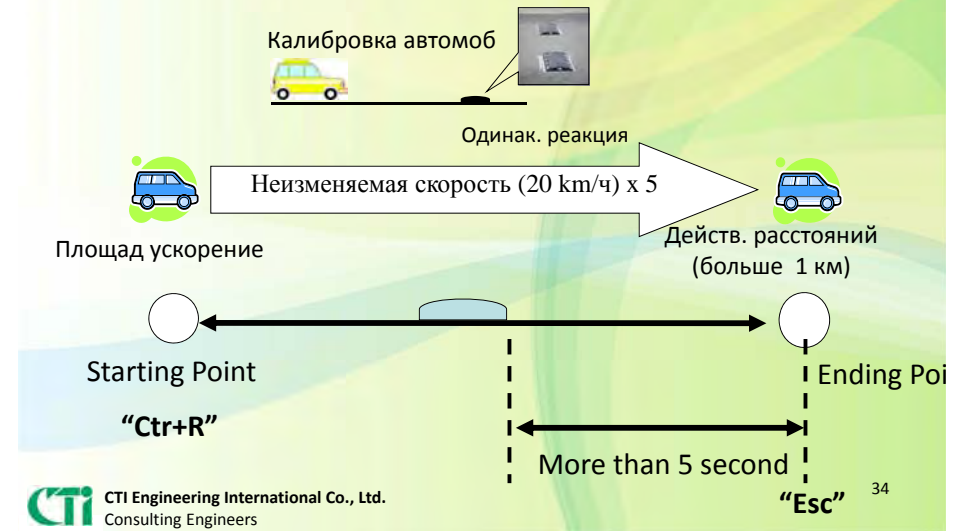 Калибровка автомоб
Одинак. реакция
Неизменяемая скорость (20 km/ч) x 5
Площад ускорение
Действ. расстояний
(больше 1 км)
Starting Point
Ending Poi
“Ctr+R”
More than 5 second
“Esc”
34
CTi
CTI Engineering International Co., Ltd.
Consulting Engineers